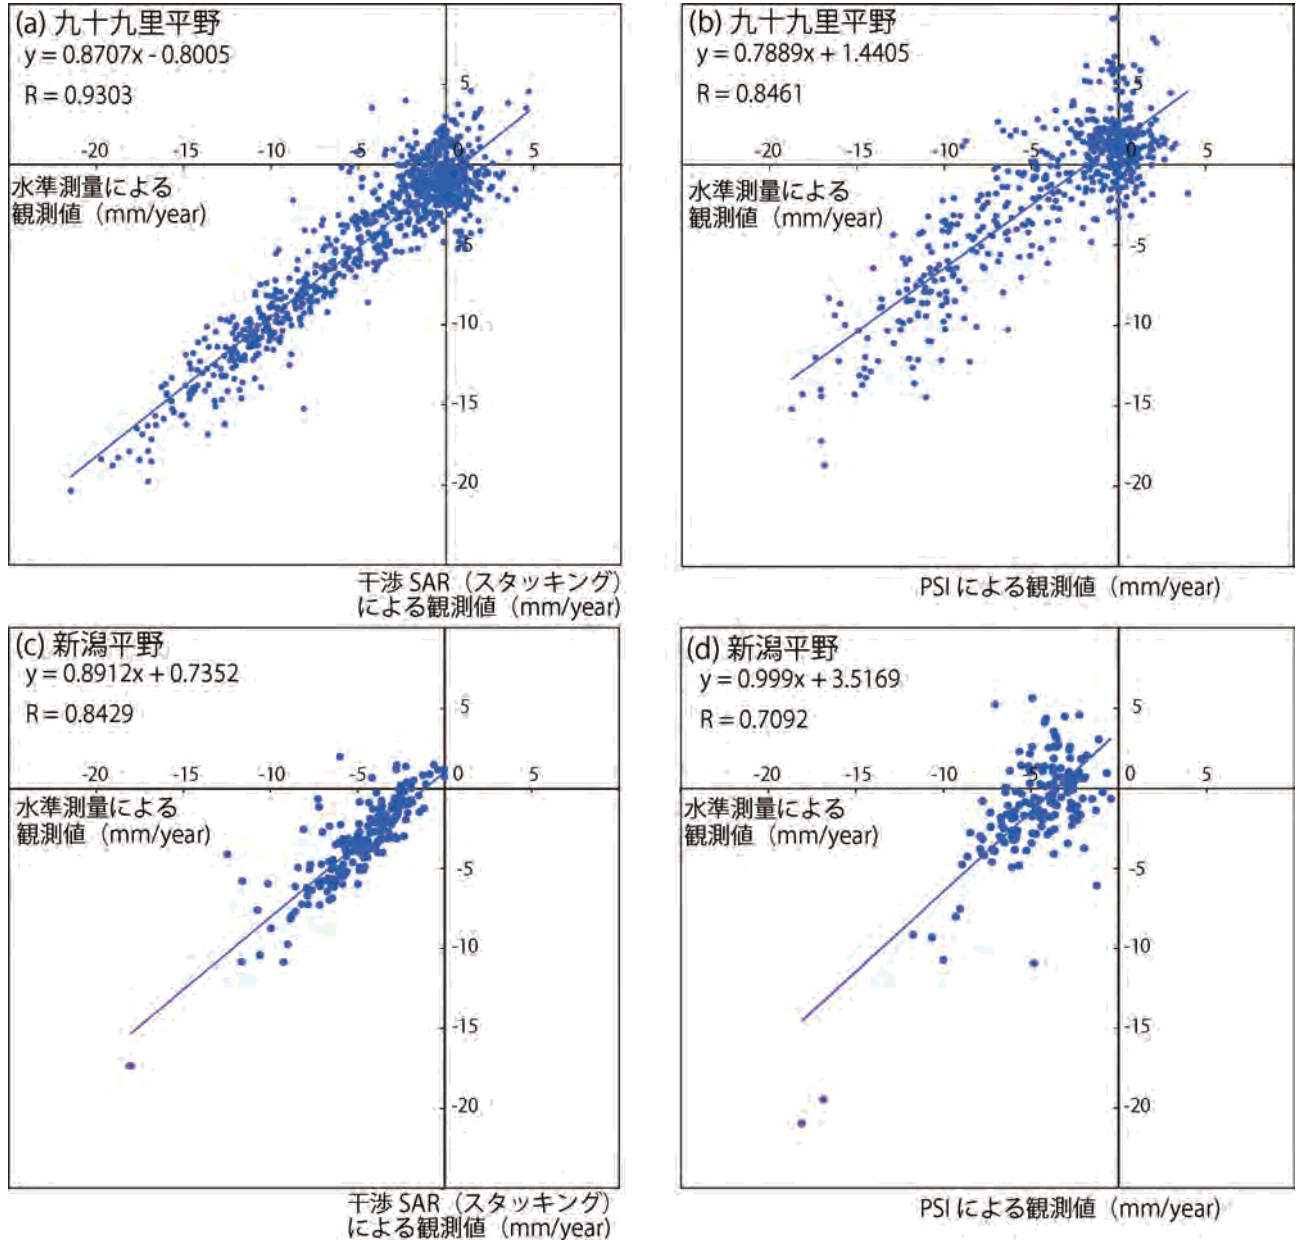 (a) 九十九里平野
y = 0.8707x - 0.8005
R = 0.9303
5
-20
-15
-10
-5
0
5
水準測量による
観測値（mm/year）
-5
-10
-15
-20
干渉 SAR（スタッキング）
による観測値（mm/year）
(b) 九十九里平野
y = 0.7889x + 1.4405
R = 0.8461
5
-20
-15
-10
-5
0
5
水準測量による
観測値（mm/year）
-5
-10
-15
-20
PSI による観測値（mm/year）
(c) 新潟平野
y = 0.8912x + 0.7352
R = 0.8429
5
-20
-15
-10
-5
0
5
水準測量による
観測値（mm/year）
-5
-10
-15
-20
干渉 SAR（スタッキング）
による観測値（mm/year）
(d) 新潟平野
y = 0.999x + 3.5169
R = 0.7092
5
-20
-15
-10
-5
0
5
水準測量による
観測値（mm/year）
-5
-10
-15
-20
PSI による観測値（mm/year）